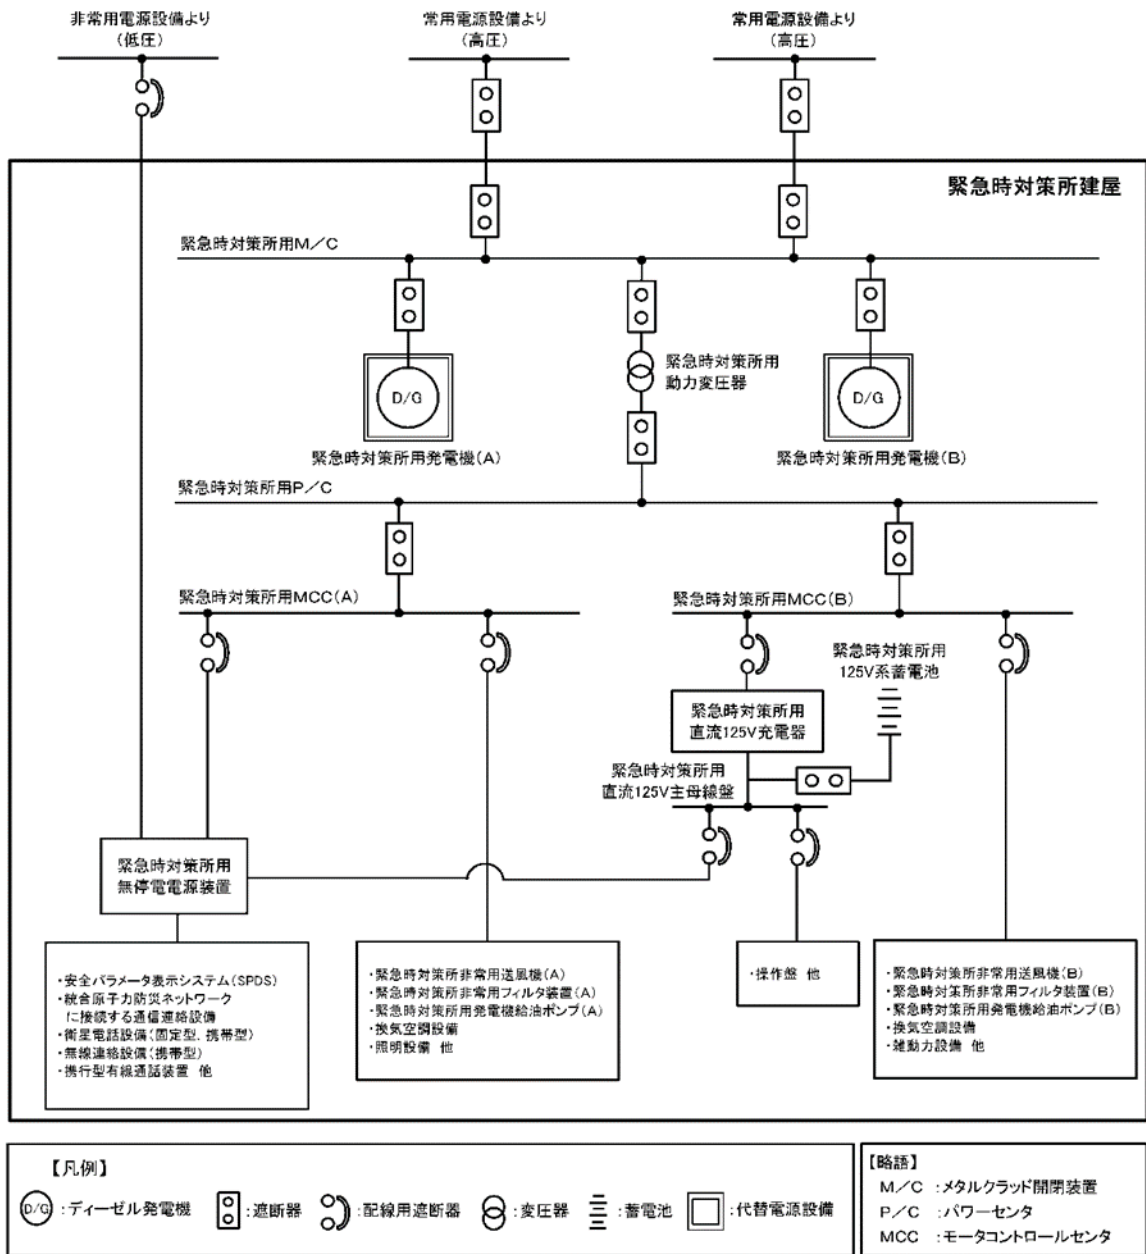 非常用電源設備より
(低圧)
常用電源設備より
(高圧)
常用電源設備より
(高圧)
緊急時対策所建屋
緊急時対策所用M/C
D/G
緊急時対策所用発電機(A)
緊急時対策所用
動力変圧器
D/G
緊急時対策所用発電機(B)
緊急時対策所用P/C
緊急時対策所用MCC(A)
緊急時対策所用MCC(B)
緊急時対策所用
125V系蓄電池
緊急時対策所用
直流125V充電器
緊急時対策所用
直流125V主母線盤
緊急時対策所用
無停電電源装置
・安全パラメータ表示システム(SPDS)
・統合原子力防災ネットワーク
に接続する通信連絡設備
・衛星電話設備(固定型、携帯型)
・無線連絡設備(携帯型)
・携行型有線通話装置 他
・緊急時対策所非常用送風機(A)
・緊急時対策所非常用フィルタ装置(A)
・緊急時対策所用発電機給油ポンプ(A)
・換気空調設備
・照明設備 他
・操作盤 他
・緊急時対策所非常用送風機(B)
・緊急時対策所非常用フィルタ装置(B)
・緊急時対策所用発電機給油ポンプ(B)
・換気空調設備
・雑動力設備 他
【凡例】
D/G :ディーゼル発電機
:遮断器
:配線用遮断器
:変圧器
:蓄電池
:代替電源設備
【略語】
M/C :メタルクラッド開閉装置
P/C :パワーセンタ
MCC :モータコントロールセンタ